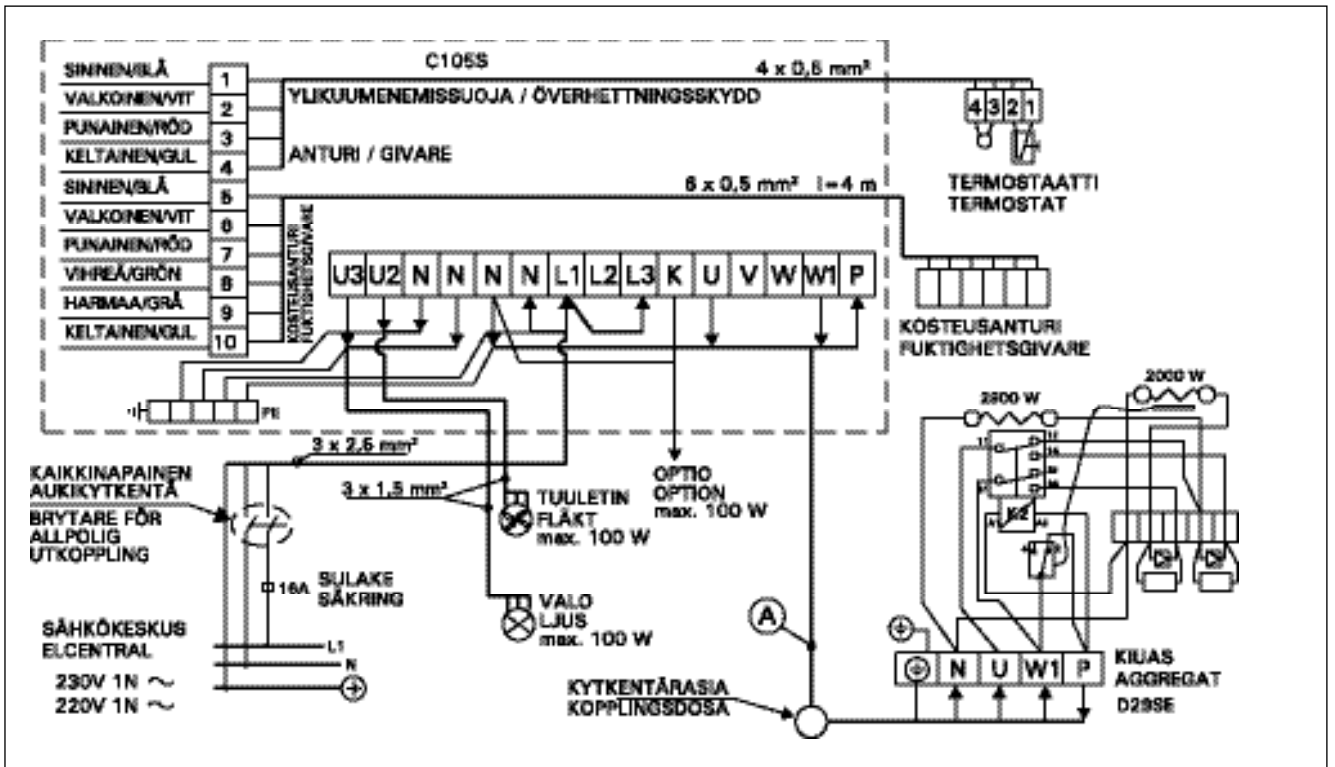 C105S
4 x 0,5 mm²
SININEN/BLÅ 1
VALKOINEN/VIT 2
PUNAINEN/RÖD 3
KELTAINEN/GUL 4
SININEN/BLÅ 5
VALKOINEN/VIT 6
PUNAINEN/RÖD 7
VIHREÄ/GRÖN 8
HARMAA/GRÅ 9
KELTAINEN/GUL 10
YLIKUUMENEMISSUOJA / ÖVERHETTNINGSSKYDD
ANTURI / GIVARE
4 3 2 1
TERMOSTAATTI
TERMOSTAT
6 x 0,5 mm² l=4 m
KOSTEUSANTURI
FUKTIGHETSGIVARE
U3 U2 N N N N L1 L2 L3 K U V W W1 P
KOSTEUSANTURI
FUKTIGHETSGIVARE
PE
3 x 2,5 mm²
3 x 1,5 mm²
KAIKKINAPAINEN
AUKIKYTKENTÄ
BRYTARE FÖR
ALLPOLIG
UTKOPPLING
16A
SULAKE
SÄKRING
SÄHKÖKESKUS
ELCENTRAL
230V 1N ~
220V 1N ~
L1
N
TUULETIN
FLÄKT
max. 100 W
VALO
LJUS
max. 100 W
OPTIO
OPTION
max. 100 W
A
KYTKENTÄRASIA
KOPPLINGSDOSA
2900 W
2000 W
11
K2
A1
N U W1 P
KIUAS
AGGREGAT
D29SE